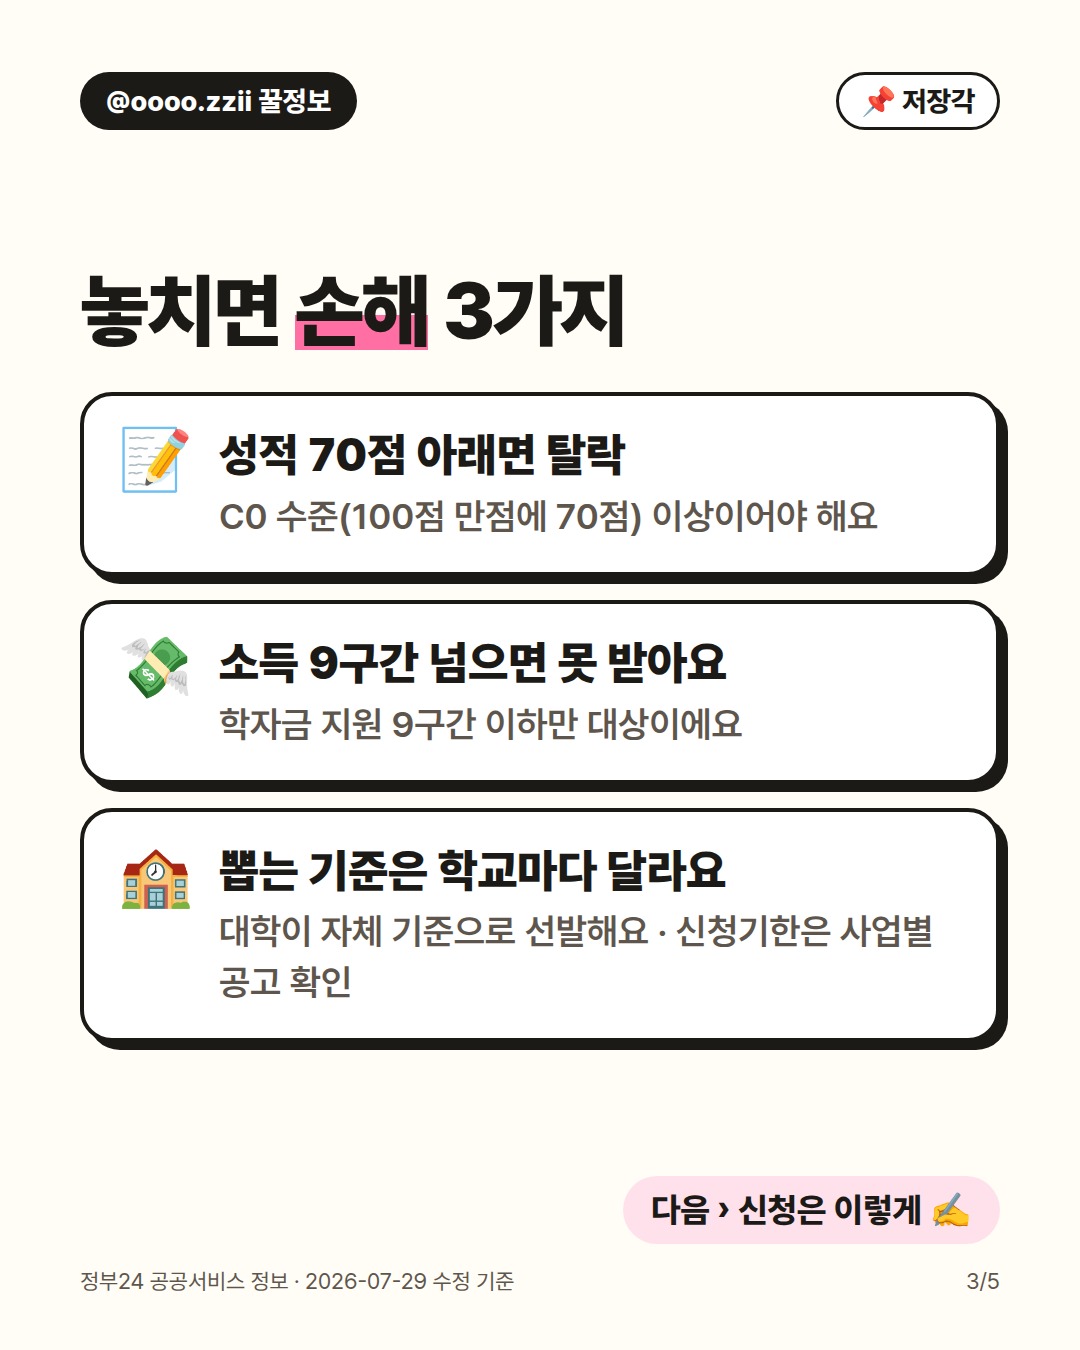 @oooo.zzii 꿀정보
📌 저장각
놓치면 손해 3가지
📝 성적 70점 아래면 탈락
C0 수준(100점 만점에 70점) 이상이어야 해요
💸 소득 9구간 넘으면 못 받아요
학자금 지원 9구간 이하만 대상이에요
🏫 뽑는 기준은 학교마다 달라요
대학이 자체 기준으로 선발해요 · 신청기한은 사업별
공고 확인
다음 › 신청은 이렇게 ✍️
정부24 공공서비스 정보 · 2026-07-29 수정 기준
3/5